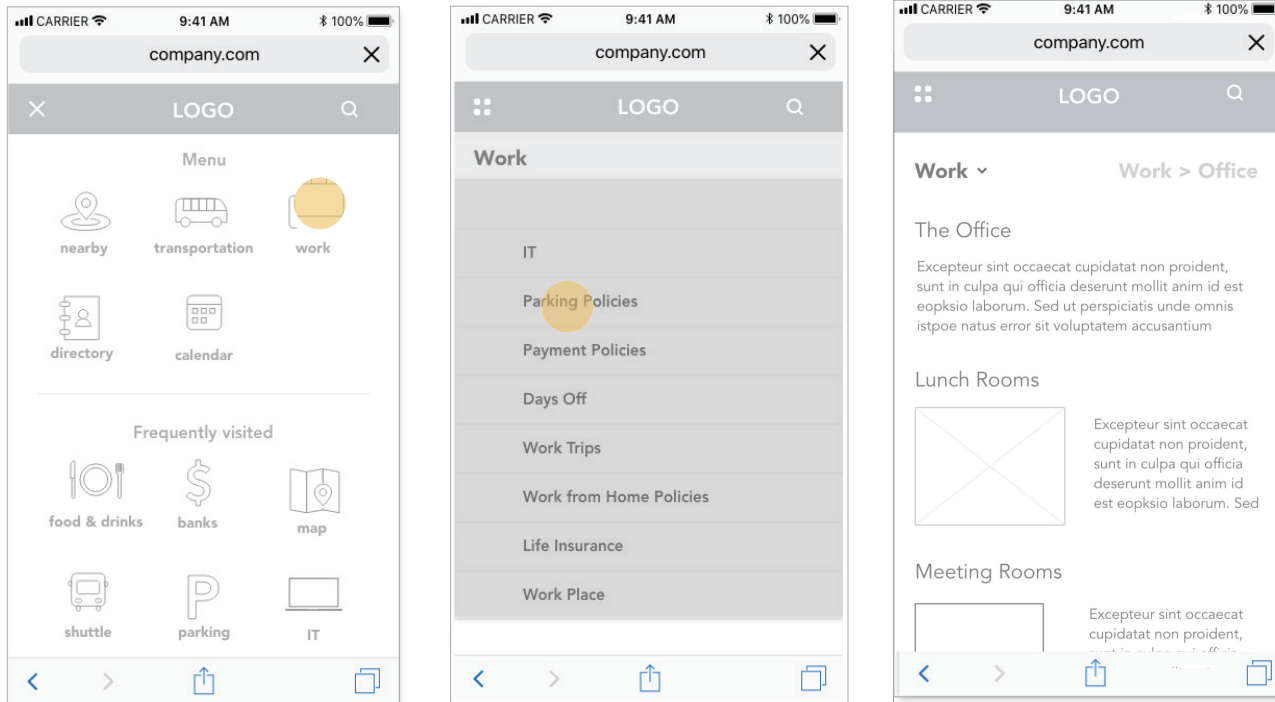 CARRIER 9:41 AM 100%
company.com
LOGO
Menu
nearby transportation work
directory calendar
Frequently visited
food & drinks banks map
shuttle P parking IT
CARRIER 9:41 AM 100%
company.com
LOGO
Work
IT
Parking Policies
Payment Policies
Days Off
Work Trips
Work from Home Policies
Life Insurance
Work Place
CARRIER 9:41 AM 100%
company.com
LOGO
Work Work > Office
The Office
Excepteur sint occaecat cupidatat non proident,
sunt in culpa qui officia deserunt mollit anim id est
eopksio laborum. Sed ut perspiciatis unde omnis
istpoe natus error sit voluptatem accusantium
Lunch Rooms
Excepteur sint occaecat
cupidatat non proident,
sunt in culpa qui officia
deserunt mollit anim id
est eopksio laborum. Sed
Meeting Rooms
Excepteur sint occaecat
cupidatat non proident,